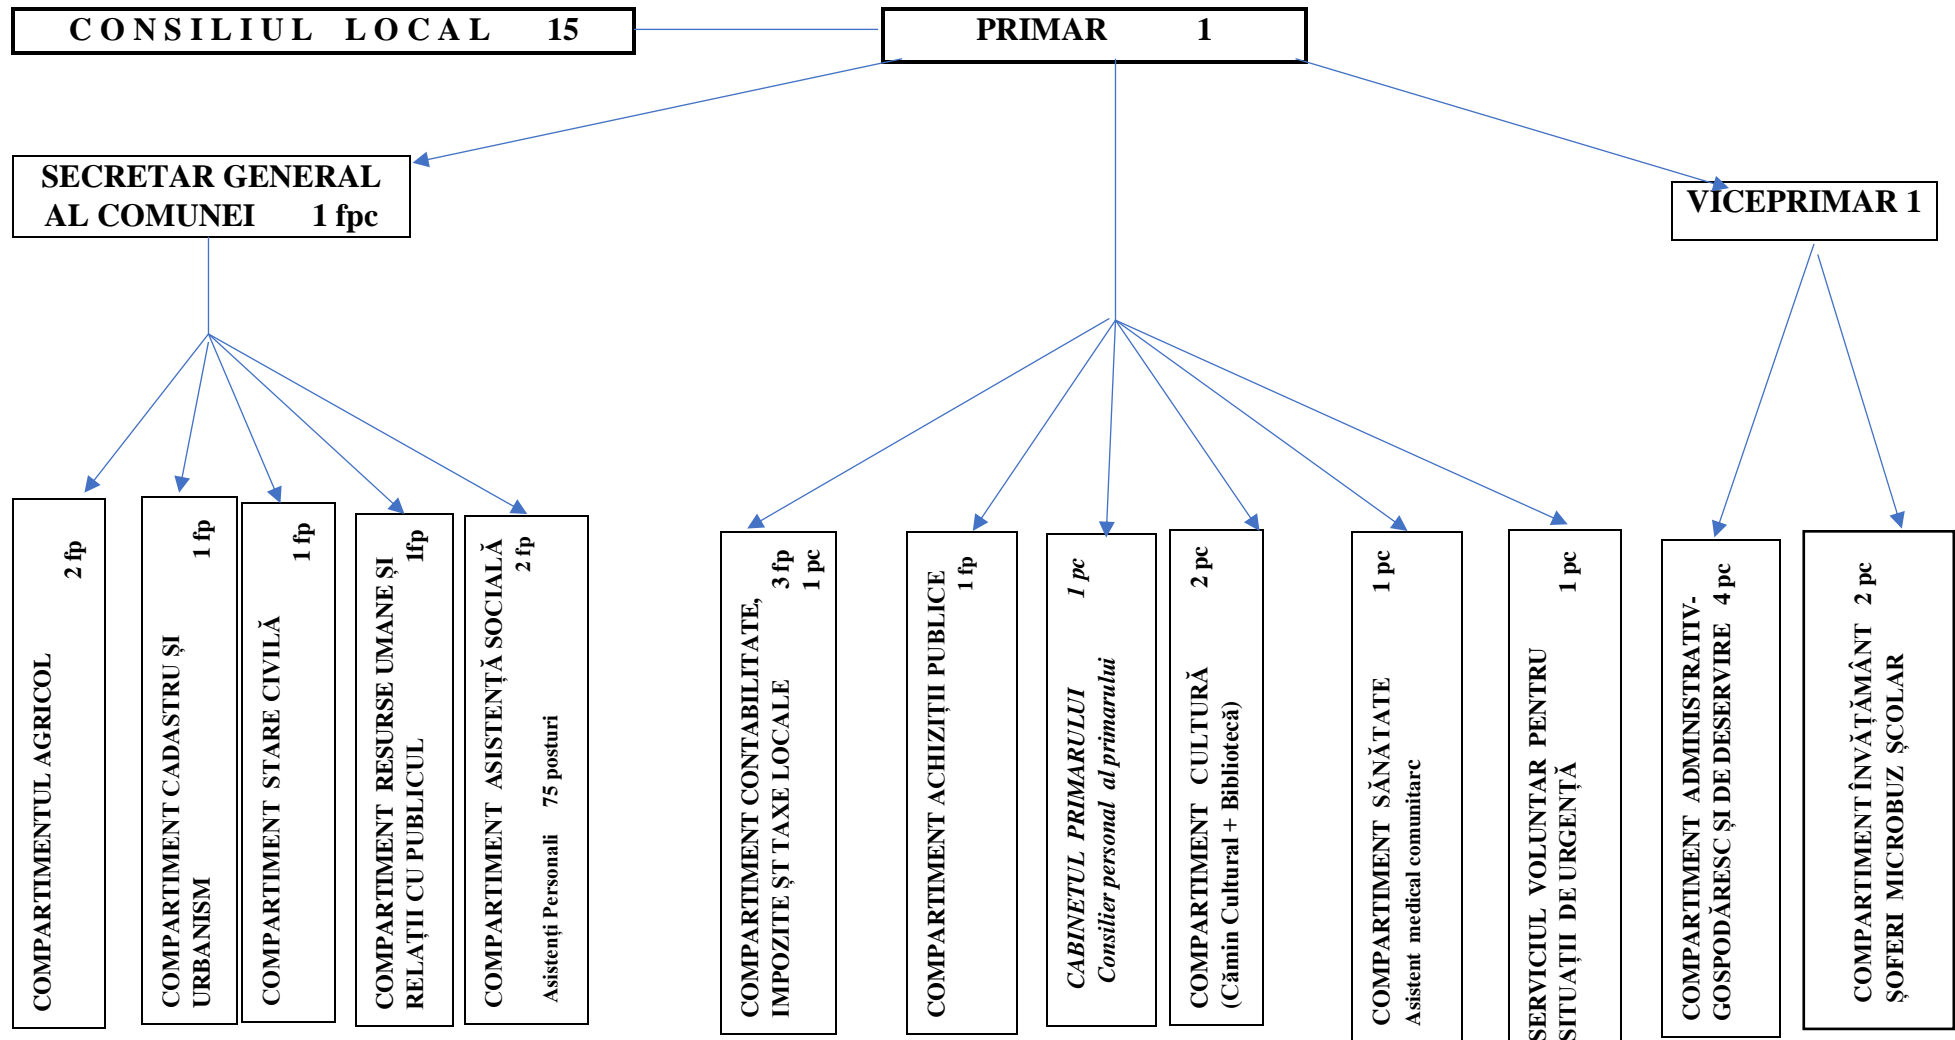 CONSILIUL LOCAL 15
PRIMAR 1
SECRETAR GENERAL
AL COMUNEI 1 fpc
VICEPRIMAR 1
COMPARTIMENTUL AGRICOL 2 fp
COMPARTIMENT CADASTRU ȘI 1 fp
URBANISM
COMPARTIMENT STARE CIVILĂ 1 fp
COMPARTIMENT RESURSE UMANE ȘI
RELAȚII CU PUBLICUL 1fp
COMPARTIMENT ASISTENȚĂ SOCIALĂ
2 fp
Asistenți Personali 75 posturi
COMPARTIMENT CONTABILITATE,
IMPOZITE ȘT TAXE LOCALE 3 fp
1 pc
COMPARTIMENT ACHIZIȚII PUBLICE
1 fp
CABINETUL PRIMARULUI 1 pc
Consilier personal al primarului
COMPARTIMENT CULTURĂ 2 pc
(Cămin Cultural + Bibliotecă)
COMPARTIMENT SĂNĂTATE 1 pc
Asistent medical comunitarc
SERVICIUL VOLUNTAR PENTRU
SITUAȚII DE URGENȚĂ 1 pc
COMPARTIMENT ADMINISTRATIV-
GOSPODĂRESC ȘI DE DESERVIRE 4 pc
COMPARTIMENT ÎNVĂȚĂMÂNT 2 pc
ȘOFERI MICROBUZ ȘCOLAR